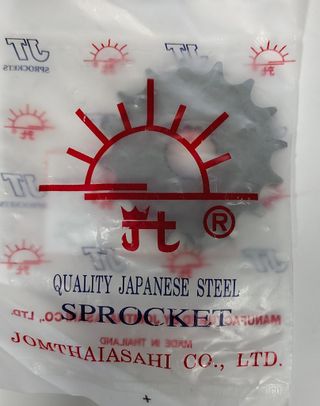 JT
SPROCKETS
Jt ®
QUALITY JAPANESE STEEL
SPROCKET
JOMTHAIASAHI CO., LTD.
MADE IN THAILAND